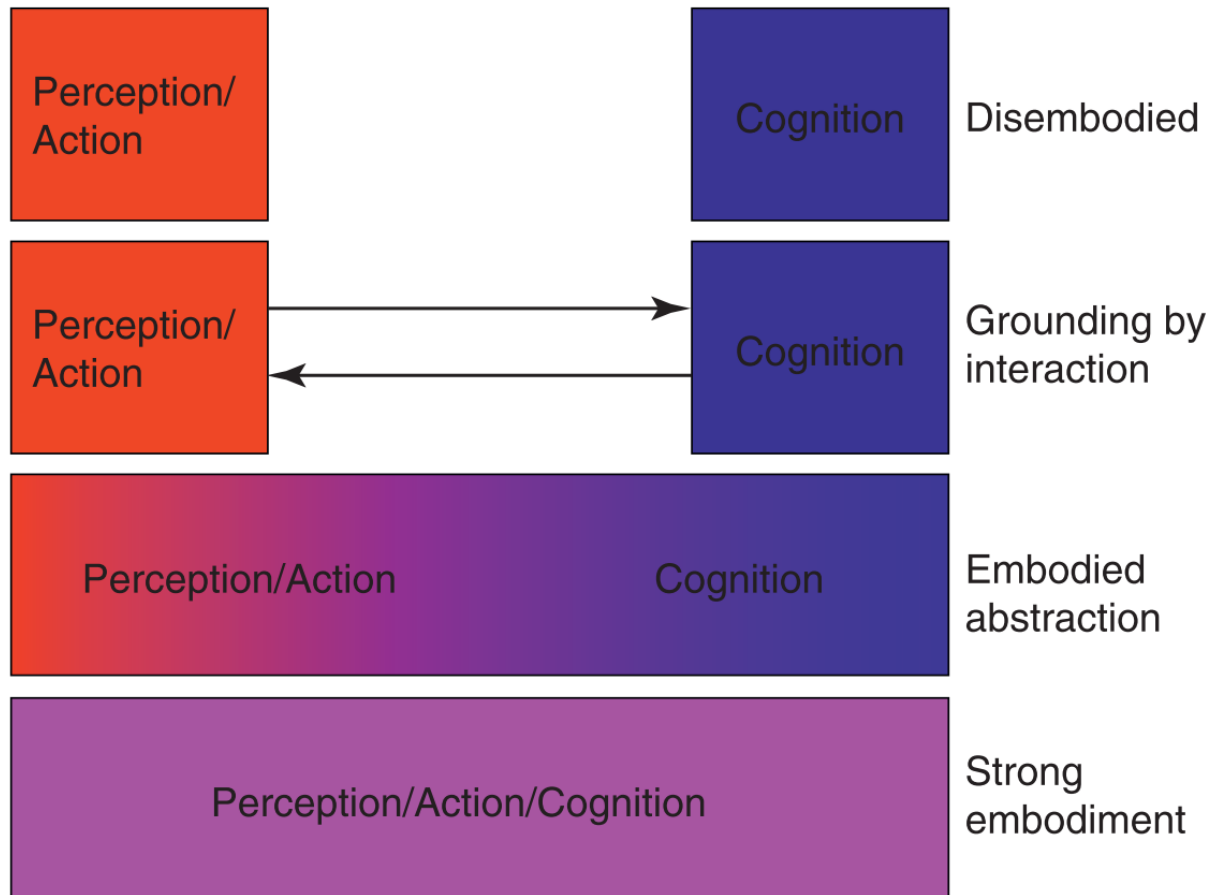 Perception/
Action
Cognition
Disembodied
Perception/
Action
Cognition
Grounding by
interaction
Perception/Action
Cognition
Embodied
abstraction
Perception/Action/Cognition
Strong
embodiment